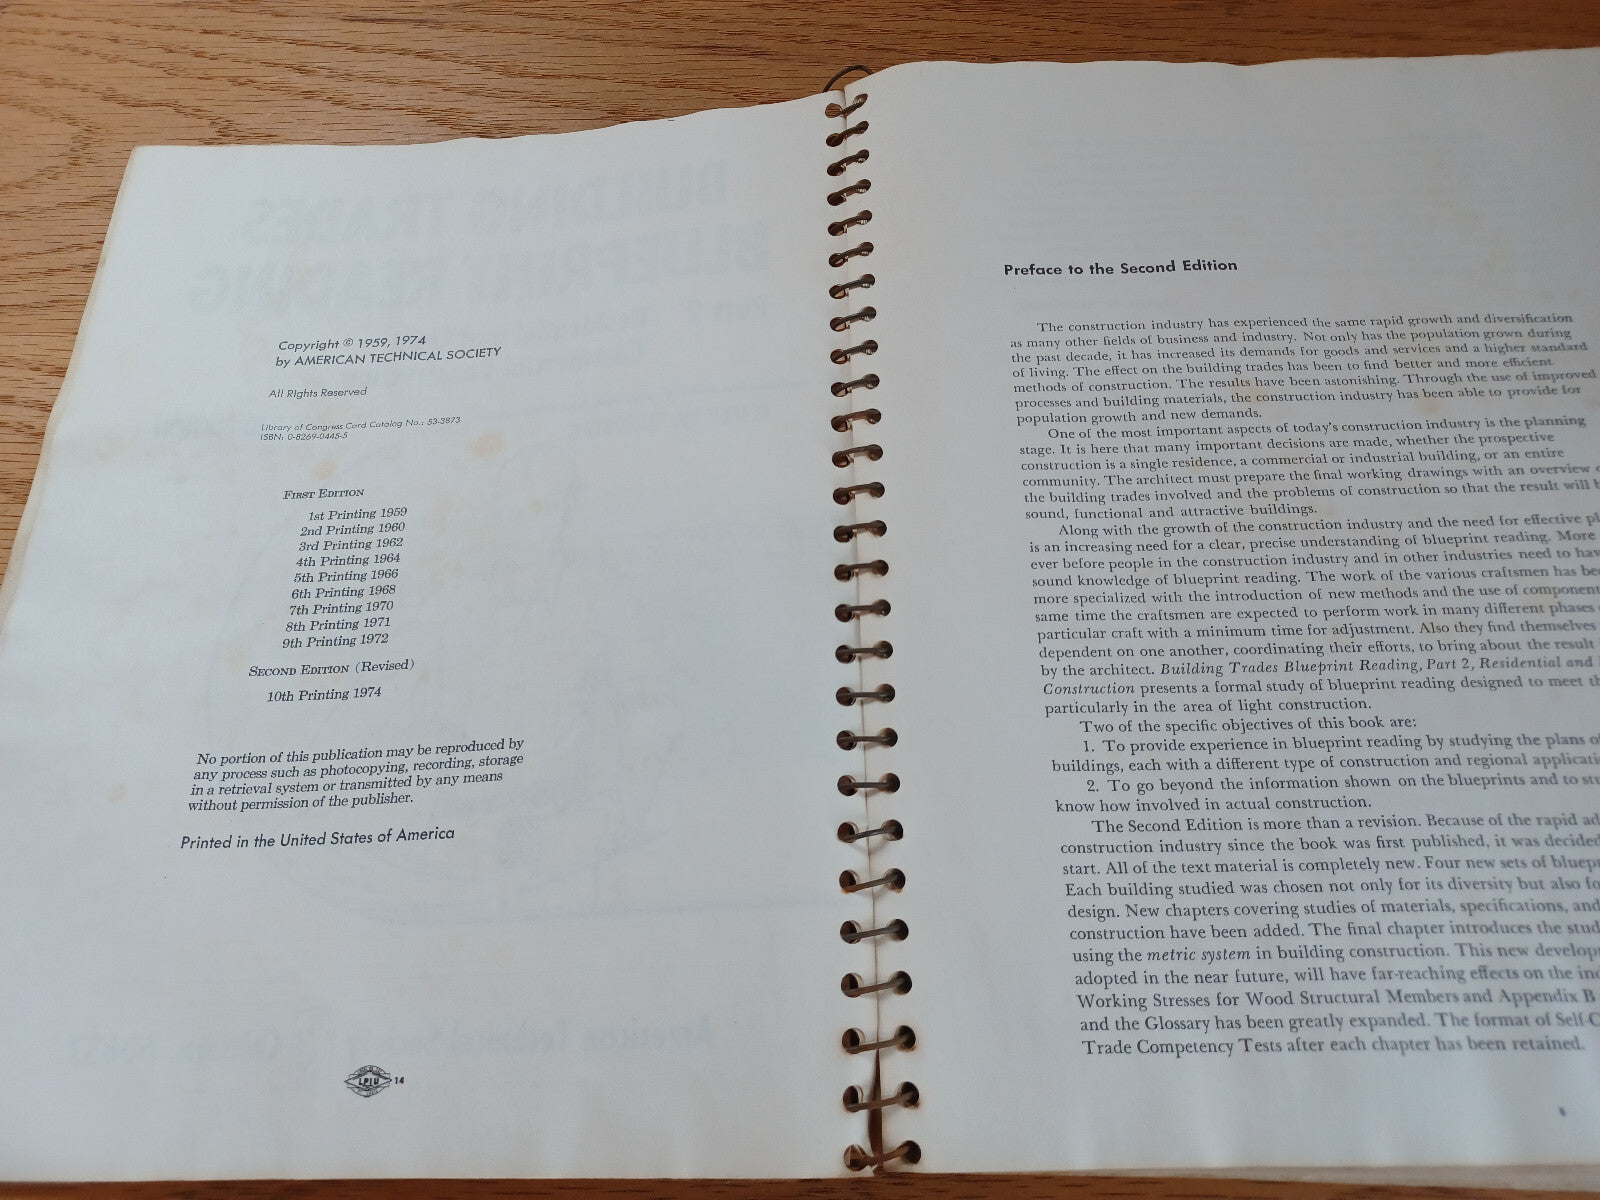 Copyright © 1959, 1974
by AMERICAN TECHNICAL SOCIETY
All Rights Reserved
Library of Congress Card Catalog No.: 53-3873
ISBN: 0-8269-0445-5
FIRST EDITION
1st Printing 1959
2nd Printing 1960
3rd Printing 1962
4th Printing 1964
5th Printing 1966
6th Printing 1968
7th Printing 1970
8th Printing 1971
9th Printing 1972
SECOND EDITION (Revised)
10th Printing 1974
No portion of this publication may be reproduced by
any process such as photocopying, recording, storage
in a retrieval system or transmitted by any means
without permission of the publisher.
Printed in the United States of America
LPIU 14
Preface to the Second Edition
The construction industry has experienced the same rapid growth and diversification
as many other fields of business and industry. Not only has the population grown during
the past decade, it has increased its demands for goods and services and a higher standard
of living. The effect on the building trades has been to find better and more efficient
methods of construction. The results have been astonishing. Through the use of improved
processes and building materials, the construction industry has been able to provide for
population growth and new demands.
One of the most important aspects of today's construction industry is the planning
stage. It is here that many important decisions are made, whether the prospective
construction is a single residence, a commercial or industrial building, or an entire
community. The architect must prepare the final working drawings with an overview
the building trades involved and the problems of construction so that the result will
sound, functional and attractive buildings.
Along with the growth of the construction industry and the need for effective pl
is an increasing need for a clear, precise understanding of blueprint reading. More
ever before people in the construction industry and in other industries need to hav
sound knowledge of blueprint reading. The work of the various craftsmen has bee
more specialized with the introduction of new methods and the use of component
same time the craftsmen are expected to perform work in many different phases
particular craft with a minimum time for adjustment. Also they find themselves
dependent on one another, coordinating their efforts, to bring about the result
by the architect. Building Trades Blueprint Reading, Part 2, Residential and
Construction presents a formal study of blueprint reading designed to meet th
particularly in the area of light construction.
Two of the specific objectives of this book are:
1. To provide experience in blueprint reading by studying the plans of
buildings, each with a different type of construction and regional applicati
2. To go beyond the information shown on the blueprints and to stu
know how involved in actual construction.
The Second Edition is more than a revision. Because of the rapid ad
construction industry since the book was first published, it was decided
start. All of the text material is completely new. Four new sets of bluepr
Each building studied was chosen not only for its diversity but also fo
design. New chapters covering studies of materials, specifications, and
construction have been added. The final chapter introduces the stud
using the metric system in building construction. This new develop
adopted in the near future, will have far-reaching effects on the ind
Working Stresses for Wood Structural Members and Appendix B
and the Glossary has been greatly expanded. The format of Self-C
Trade Competency Tests after each chapter has been retained.